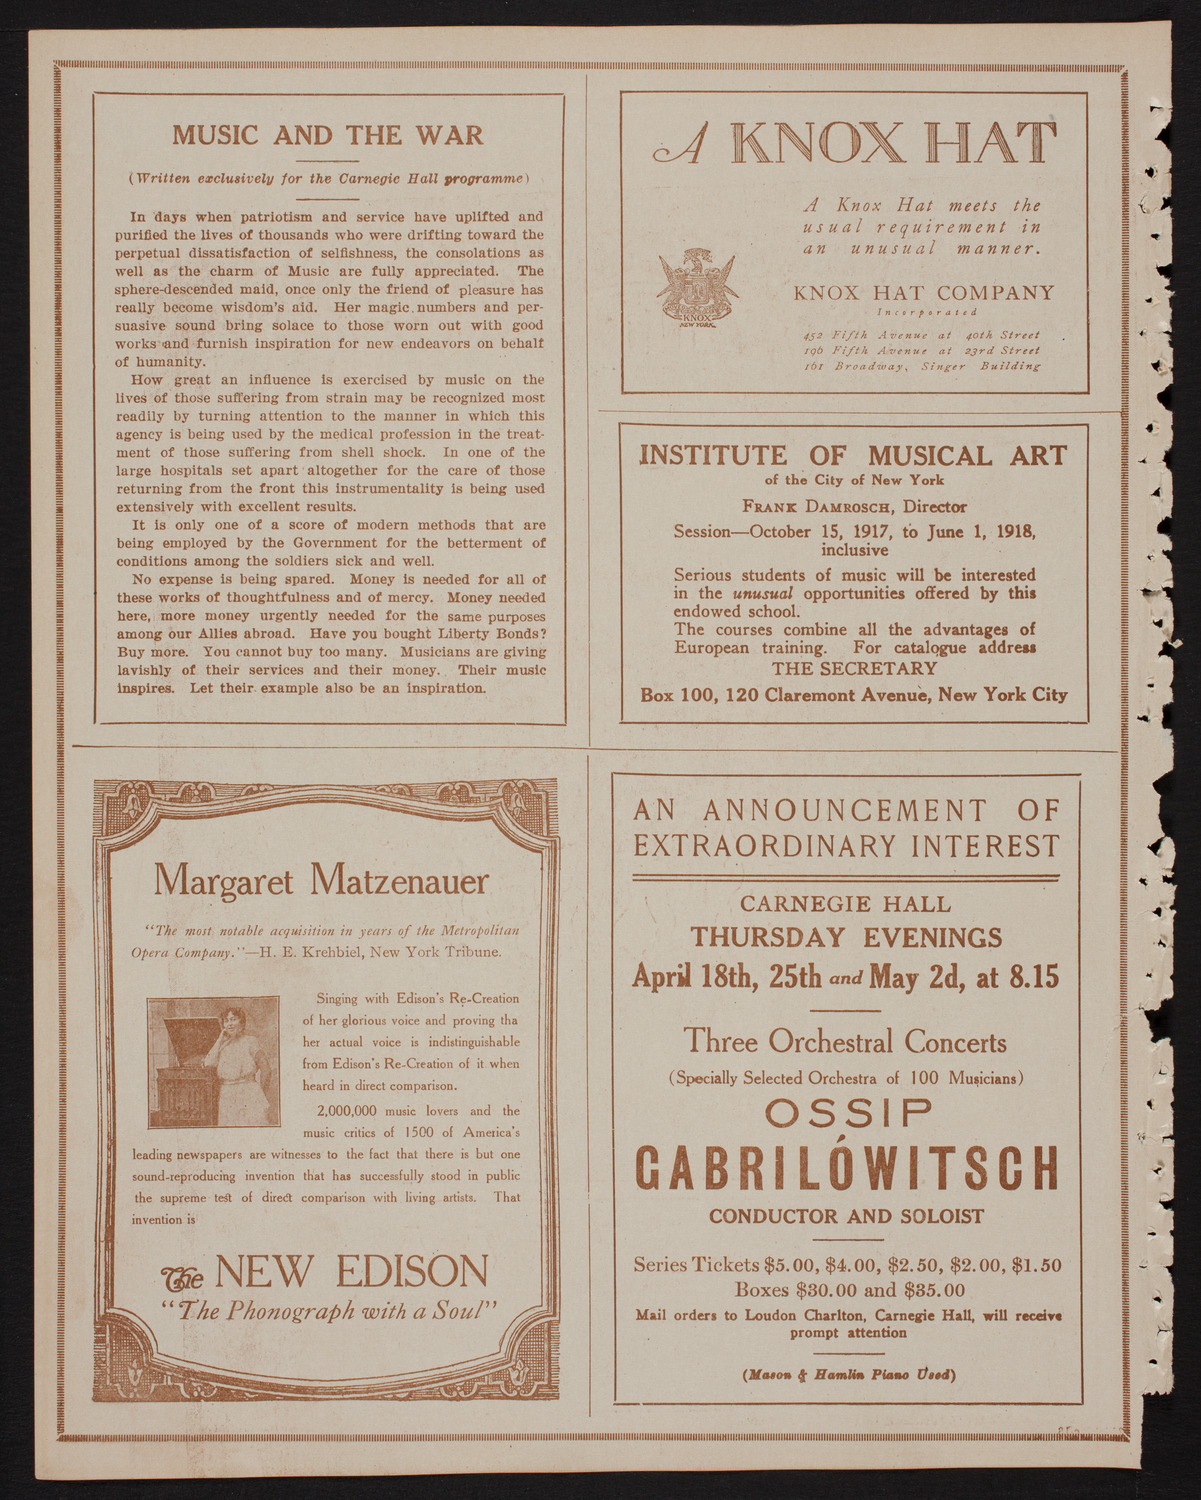 MUSIC AND THE WAR
(Written exclusively for the Carnegie Hall programme)
In days when patriotism and service have uplifted and
purified the lives of thousands who were drifting toward the
perpetual dissatisfaction of selfishness, the consolations as
well as the charm of Music are fully appreciated. The
sphere-descended maid, once only the friend of pleasure has
really become wisdom's aid. Her magic numbers and per-
suasive sound bring solace to those worn out with good
works and furnish inspiration for new endeavors on behalf
of humanity.
How great an influence is exercised by music on the
lives of those suffering from strain may be recognized most
readily by turning attention to the manner in which this
agency is being used by the medical profession in the treat-
ment of those suffering from shell shock. In one of the
large hospitals set apart altogether for the care of those
returning from the front this instrumentality is being used
extensively with excellent results.
It is only one of a score of modern methods that are
being employed by the Government for the betterment of
conditions among the soldiers sick and well.
No expense is being spared. Money is needed for all of
these works of thoughtfulness and of mercy. Money needed
here, more money urgently needed for the same purposes
among our Allies abroad. Have you bought Liberty Bonds?
Buy more. You cannot buy too many. Musicians are giving
lavishly of their services and their money. Their music
inspires. Let their example also be an inspiration.
A KNOX HAT
A Knox Hat meets the
usual requirement in
an unusual manner.
KNOX
NEW YORK
KNOX HAT COMPANY
Incorporated
452 Fifth Avenue at 40th Street
196 Fifth Avenue at 23rd Street
161 Broadway, Singer Building
INSTITUTE OF MUSICAL ART
of the City of New York
FRANK DAMROSCH, Director
Session—October 15, 1917, to June 1, 1918,
inclusive
Serious students of music will be interested
in the unusual opportunities offered by this
endowed school.
The courses combine all the advantages of
European training. For catalogue address
THE SECRETARY
Box 100, 120 Claremont Avenue, New York City
Margaret Matzenauer
"The most notable acquisition in years of the Metropolitan
Opera Company."—H. E. Krehbiel, New York Tribune.
Singing with Edison's Re-Creation
of her glorious voice and proving tha
her actual voice is indistinguishable
from Edison's Re-Creation of it when
heard in direct comparison.
2,000,000 music lovers and the
music critics of 1500 of America's
leading newspapers are witnesses to the fact that there is but one
sound-reproducing invention that has successfully stood in public
the supreme test of direct comparison with living artists. That
invention is
The NEW EDISON
"The Phonograph with a Soul"
AN ANNOUNCEMENT OF
EXTRAORDINARY INTEREST
CARNEGIE HALL
THURSDAY EVENINGS
April 18th, 25th and May 2d, at 8.15
Three Orchestral Concerts
(Specially Selected Orchestra of 100 Musicians)
OSSIP
GABRILÓWITSCH
CONDUCTOR AND SOLOIST
Series Tickets $5.00, $4.00, $2.50, $2.00, $1.50
Boxes $30.00 and $35.00
Mail orders to Loudon Charlton, Carnegie Hall, will receive
prompt attention
(Mason & Hamlin Piano Used)